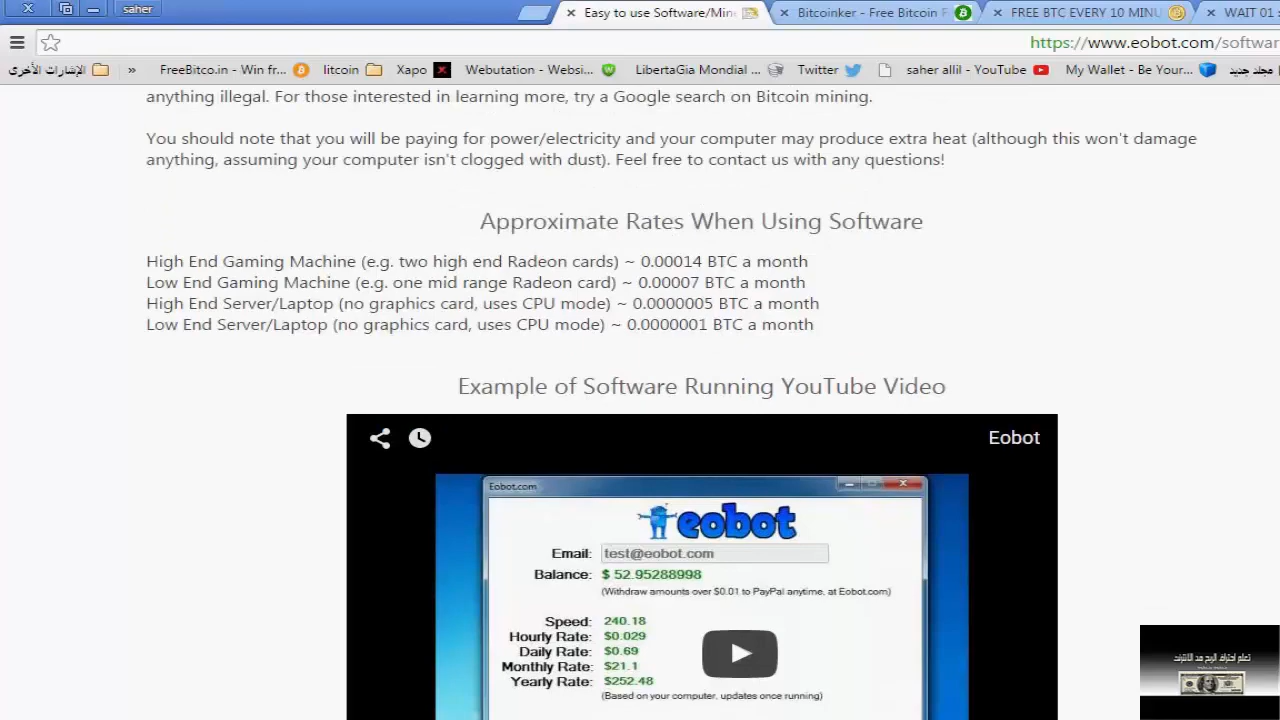 saher
Easy to use Software/Min
Bitcoinker - Free Bitcoin F
FREE BTC EVERY 10 MINU
WAIT 01
https://www.eobot.com/softwar
الإشارات الأخرى
»
FreeBitco.in - Win fr...
litcoin
Xapo
Webutation - Websi...
LibertaGia Mondial ...
Twitter
saher allil - YouTube
My Wallet - Be Your...
مجلد جديد
anything illegal. For those interested in learning more, try a Google search on Bitcoin mining.
You should note that you will be paying for power/electricity and your computer may produce extra heat (although this won't damage
anything, assuming your computer isn't clogged with dust). Feel free to contact us with any questions!
Approximate Rates When Using Software
High End Gaming Machine (e.g. two high end Radeon cards) ~ 0.00014 BTC a month
Low End Gaming Machine (e.g. one mid range Radeon card) ~ 0.00007 BTC a month
High End Server/Laptop (no graphics card, uses CPU mode) ~ 0.0000005 BTC a month
Low End Server/Laptop (no graphics card, uses CPU mode) ~ 0.0000001 BTC a month
Example of Software Running YouTube Video
Eobot
Eobot.com
eobot
Email: test@eobot.com
Balance: $ 52.95288998
(Withdraw amounts over $0.01 to PayPal anytime, at Eobot.com)
Speed: 240.18
Hourly Rate: $0.029
Daily Rate: $0.69
Monthly Rate: $21.1
Yearly Rate: $252.48
(Based on your computer, updates once running)
تعلم احتراف الربح مد الانترنت